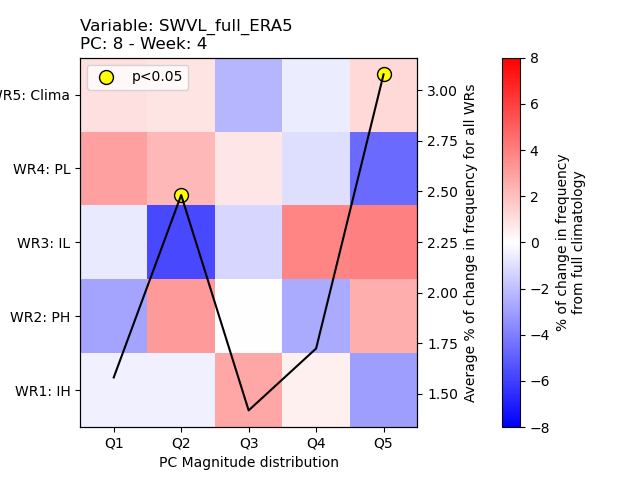 Variable: SWVL_full_ERA5
PC: 8 - Week: 4
p<0.05
WR5: Clima
WR4: PL
WR3: IL
WR2: PH
WR1: IH
Q1 Q2 Q3 Q4 Q5
PC Magnitude distribution
3.00
2.75
2.50
2.25
2.00
1.75
1.50
Average % of change in frequency for all WRs
8
6
4
2
0
−2
−4
−6
−8
% of change in frequency
from full climatology